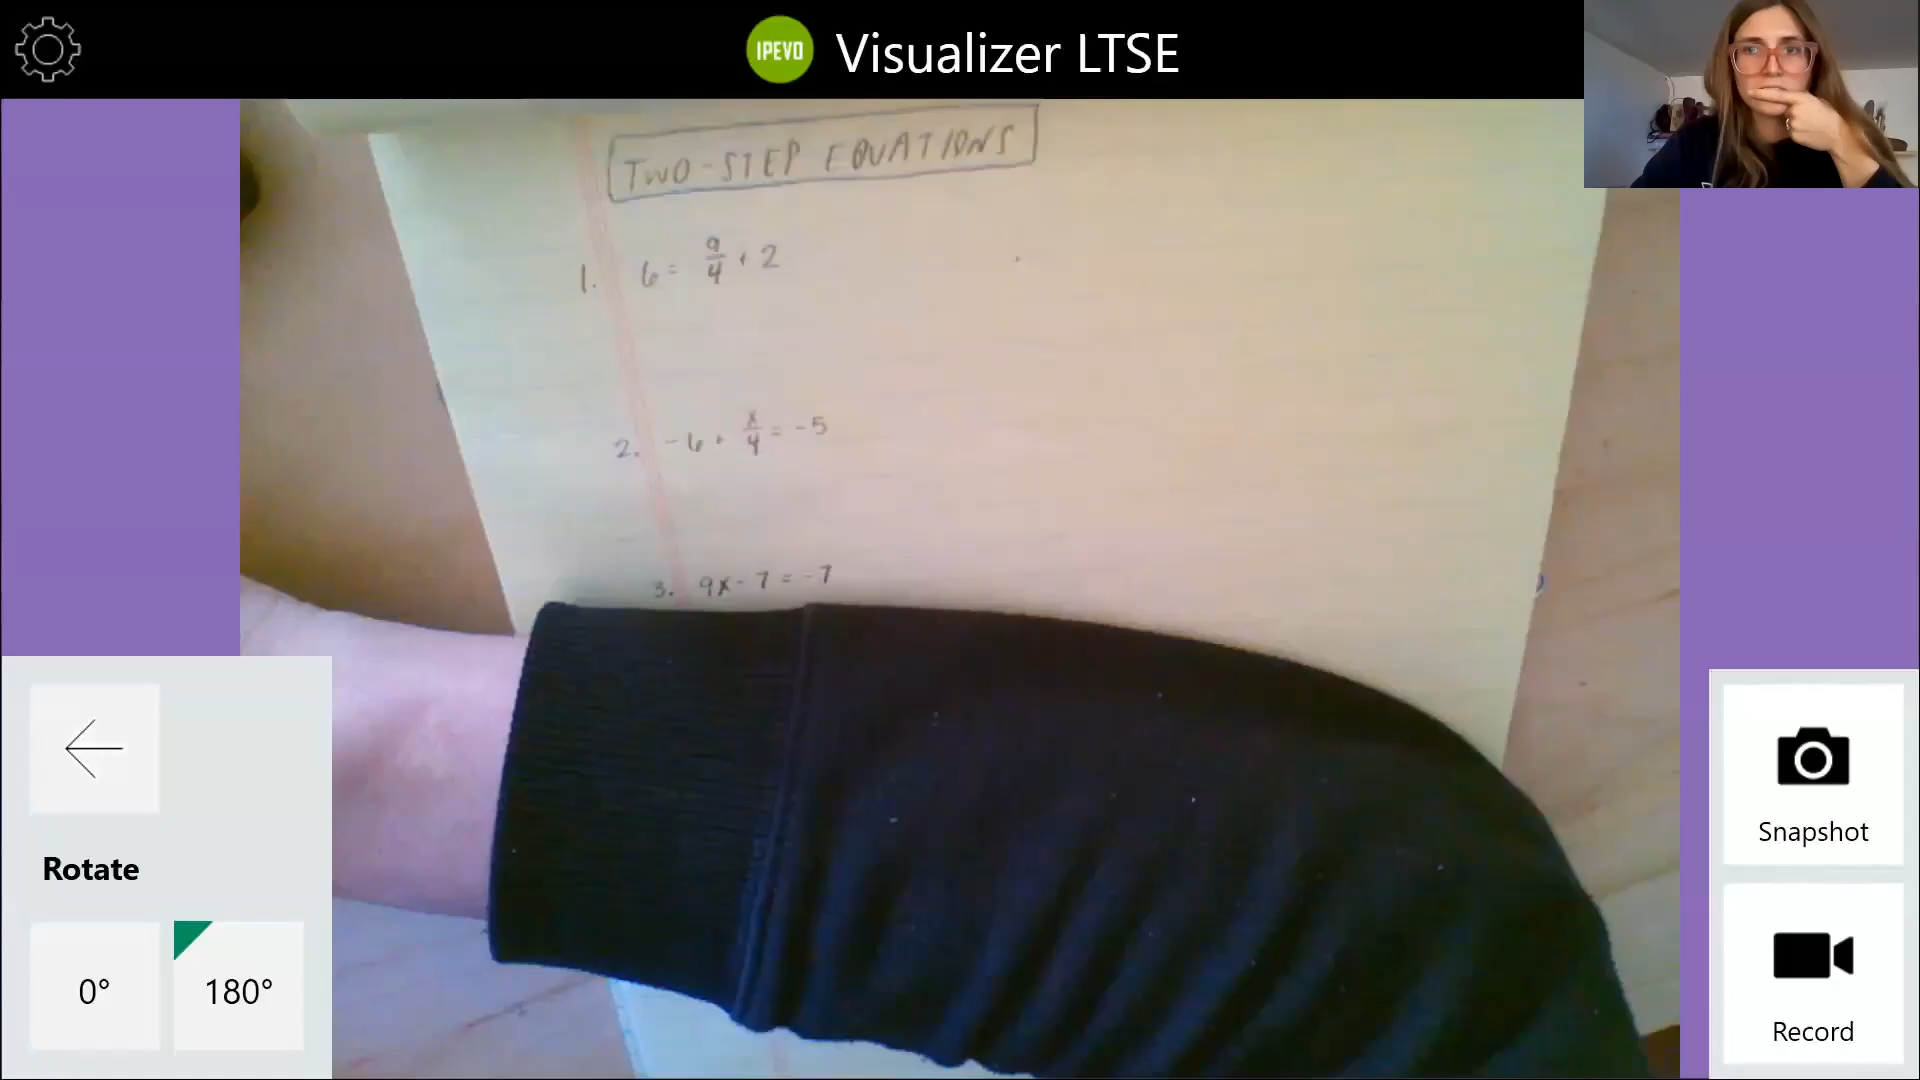 IPEVO Visualizer LTSE
TWO-STEP EQUATIONS
1. 6 = a/4 + 2
2. -6 + x/4 = -5
3. 9x - 7 = -7
Rotate
0° 180°
Snapshot
Record